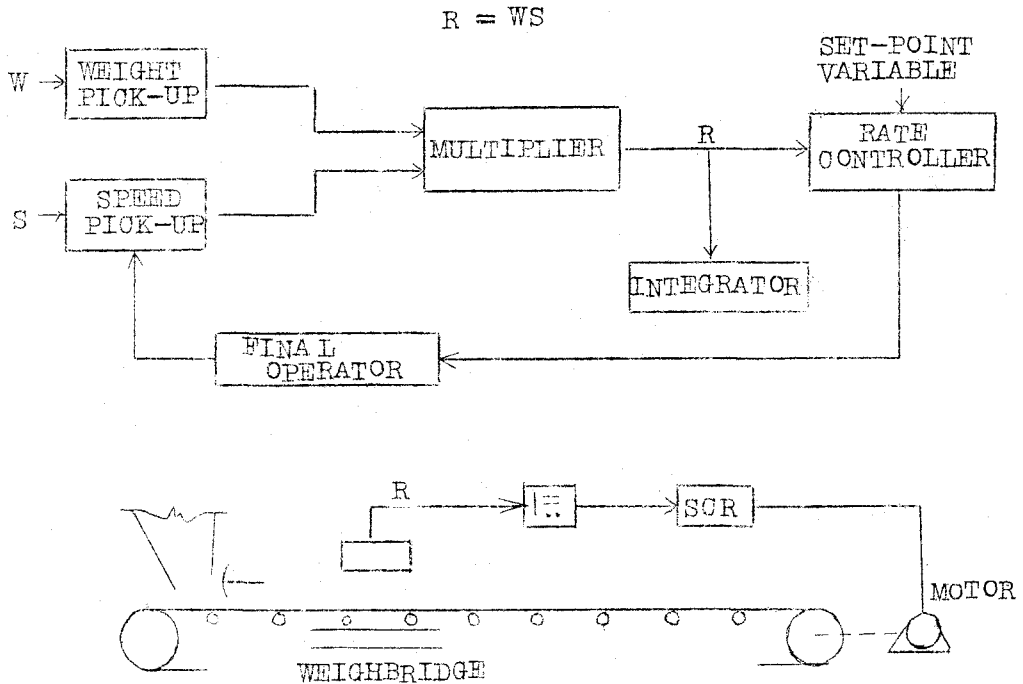 R = WS
SET-POINT
VARIABLE
W
WEIGHT
PICK-UP
MULTIPLIER
R
RATE
CONTROLLER
S
SPEED
PICK-UP
INTEGRATOR
FINAL
OPERATOR
R
SCR
MOTOR
WEIGHBRIDGE